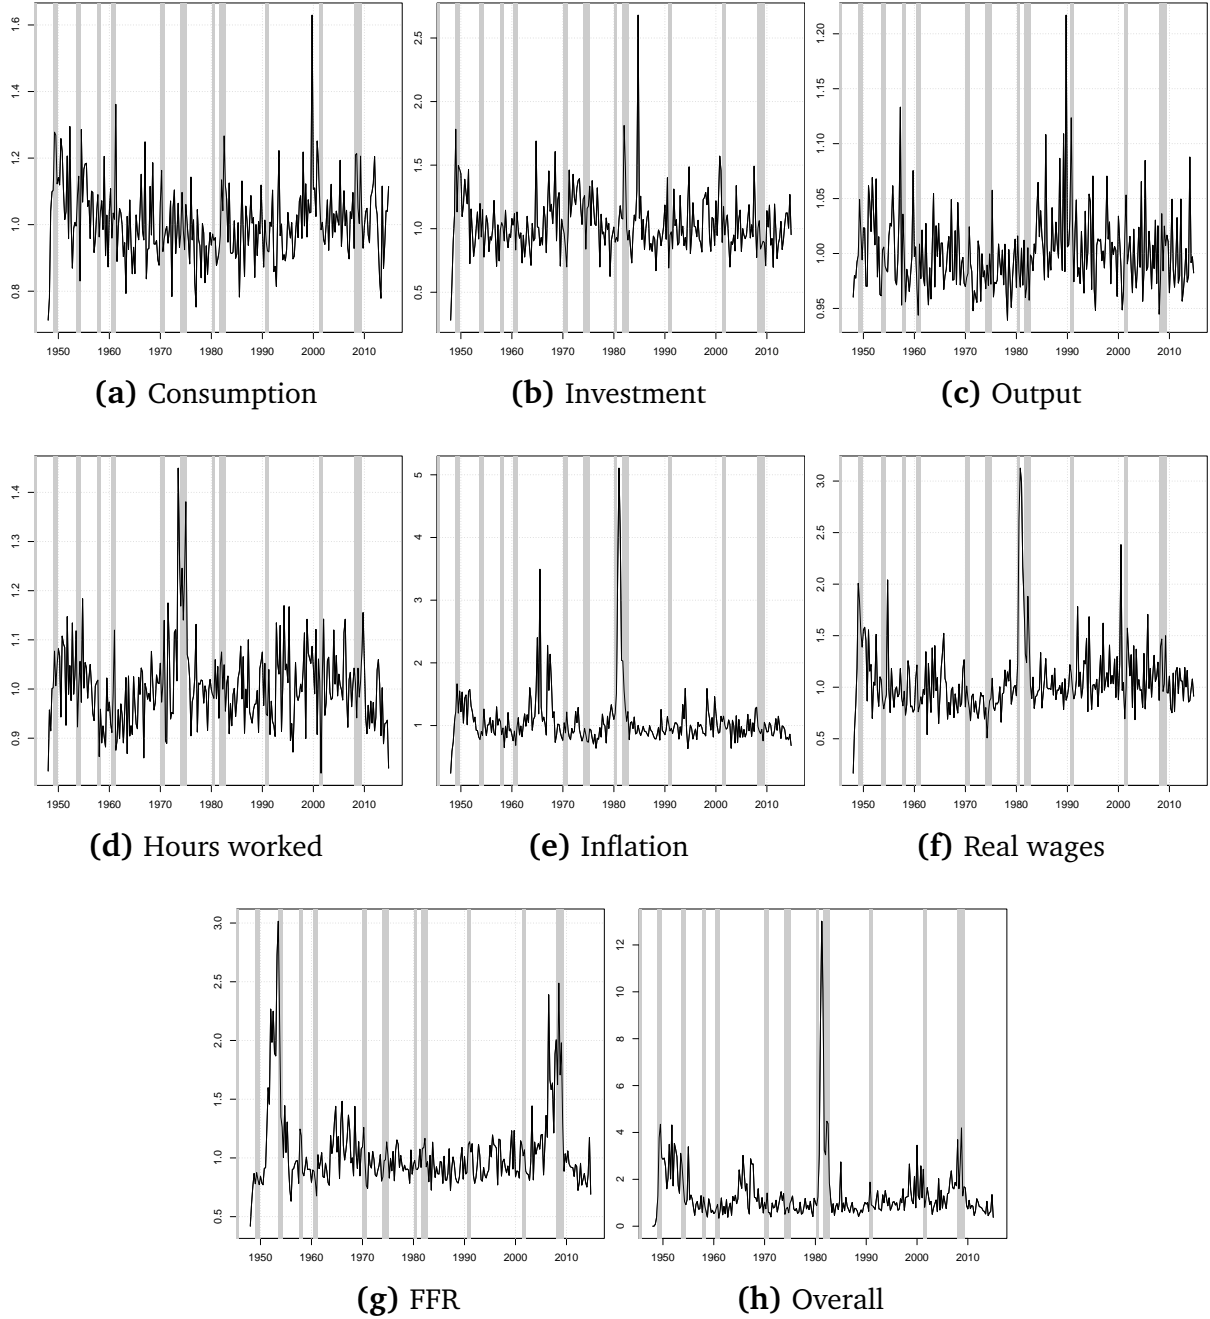 1.6
1.4
1.2
1.0
0.8
1950 1960 1970 1980 1990 2000 2010
(a) Consumption
2.5
2.0
1.5
1.0
0.5
1950 1960 1970 1980 1990 2000 2010
(b) Investment
1.20
1.15
1.10
1.05
1.00
0.95
1950 1960 1970 1980 1990 2000 2010
(c) Output
1.4
1.3
1.2
1.1
1.0
0.9
1950 1960 1970 1980 1990 2000 2010
(d) Hours worked
5
4
3
2
1
1950 1960 1970 1980 1990 2000 2010
(e) Inflation
3.0
2.5
2.0
1.5
1.0
0.5
1950 1960 1970 1980 1990 2000 2010
(f) Real wages
3.0
2.5
2.0
1.5
1.0
0.5
1950 1960 1970 1980 1990 2000 2010
(g) FFR
12
10
8
6
4
2
0
1950 1960 1970 1980 1990 2000 2010
(h) Overall